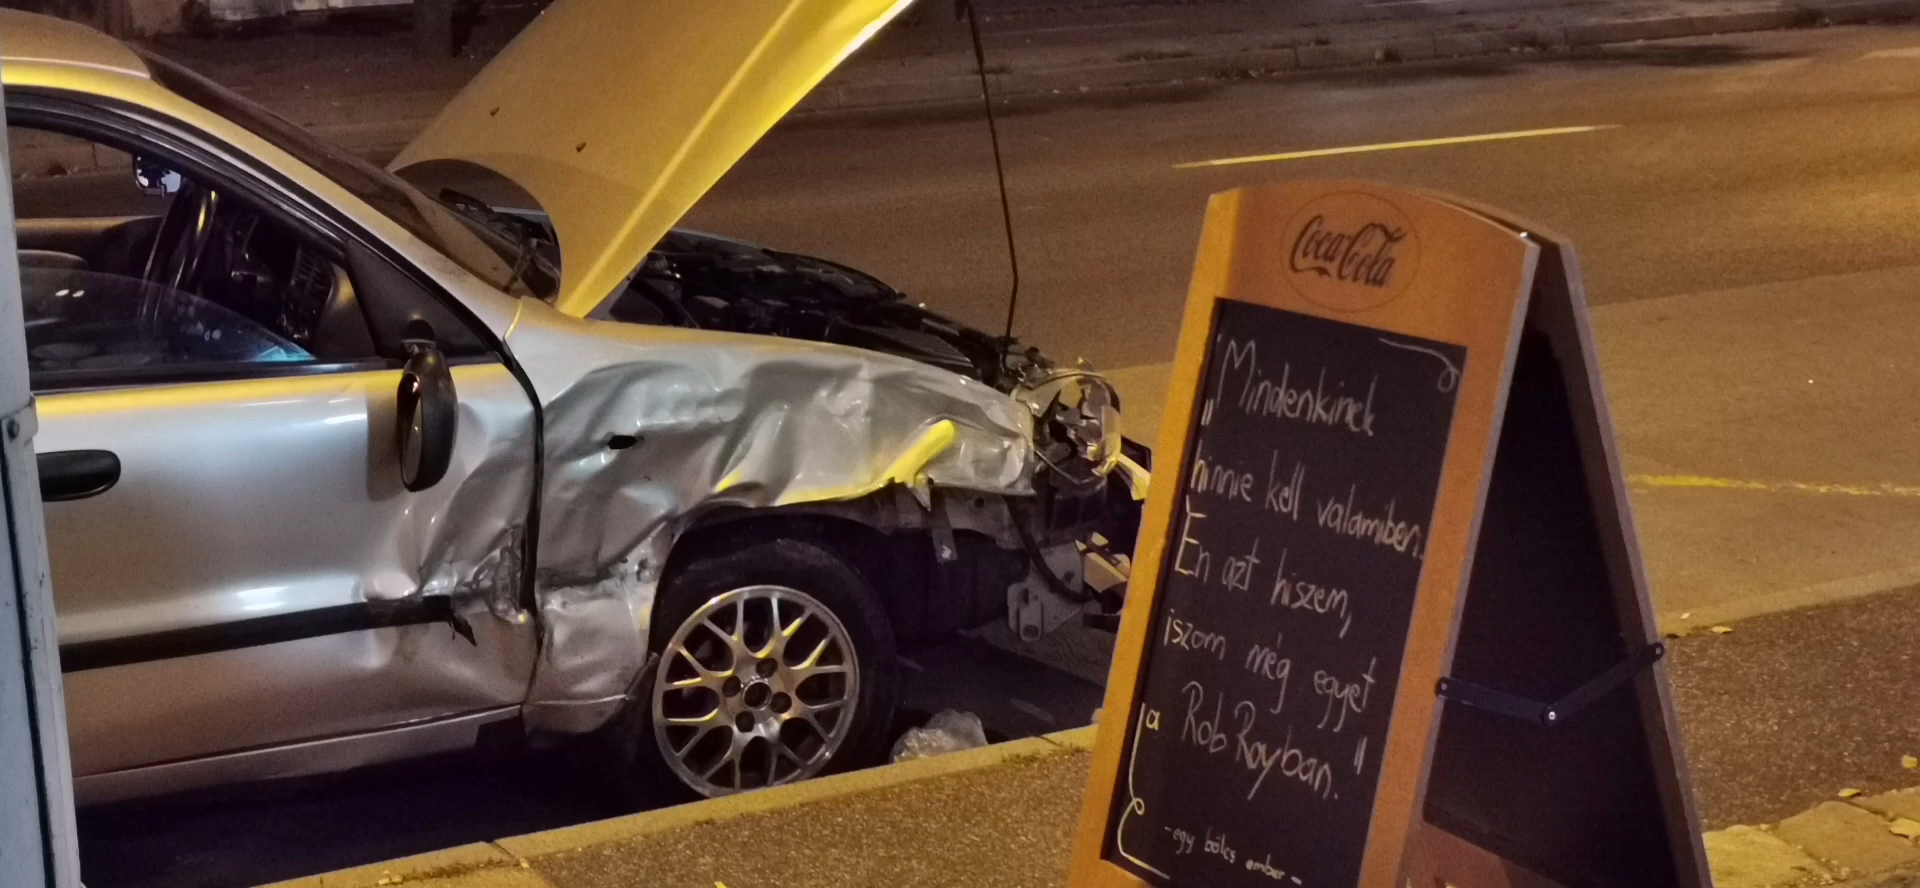 Coca-Cola
"Mindenkinek
hinnie kell valamiben.
Én azt hiszem,
iszom még egyet
a Rob Royban."
- egy bölcs ember -